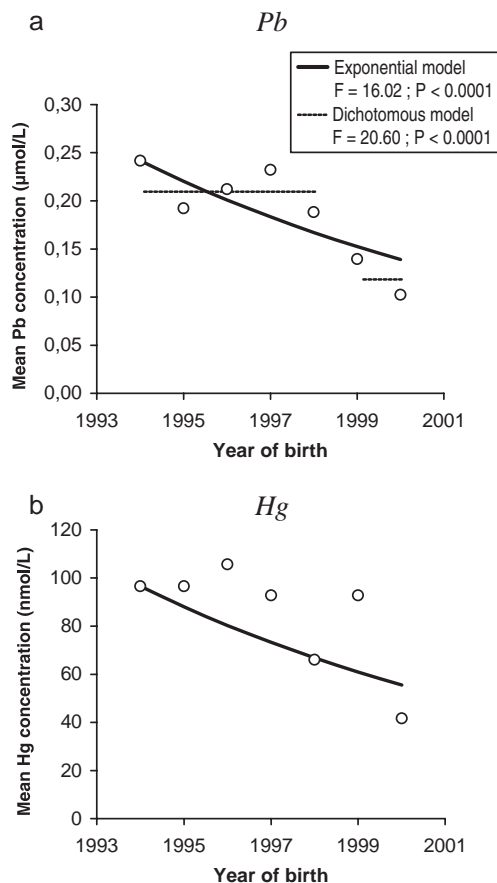 a
Pb
Exponential model
F = 16.02 ; P < 0.0001
Dichotomous model
F = 20.60 ; P < 0.0001
Mean Pb concentration (µmol/L)
0,30
0,25
0,20
0,15
0,10
0,05
0,00
1993 1995 1997 1999 2001
Year of birth
b
Hg
Mean Hg concentration (nmol/L)
120
100
80
60
40
20
0
1993 1995 1997 1999 2001
Year of birth